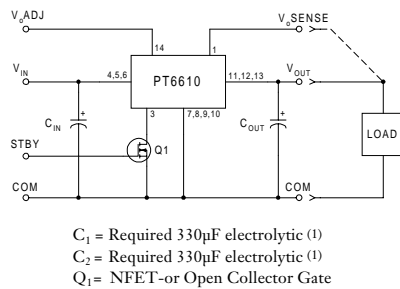 VoADJ
VoSENSE
14
1
VIN
4,5,6
PT6610
11,12,13
VOUT
3
7,8,9,10
CIN
+
COUT
+
LOAD
STBY
Q1
COM
COM
C1 = Required 330µF electrolytic (1)
C2 = Required 330µF electrolytic (1)
Q1= NFET-or Open Collector Gate